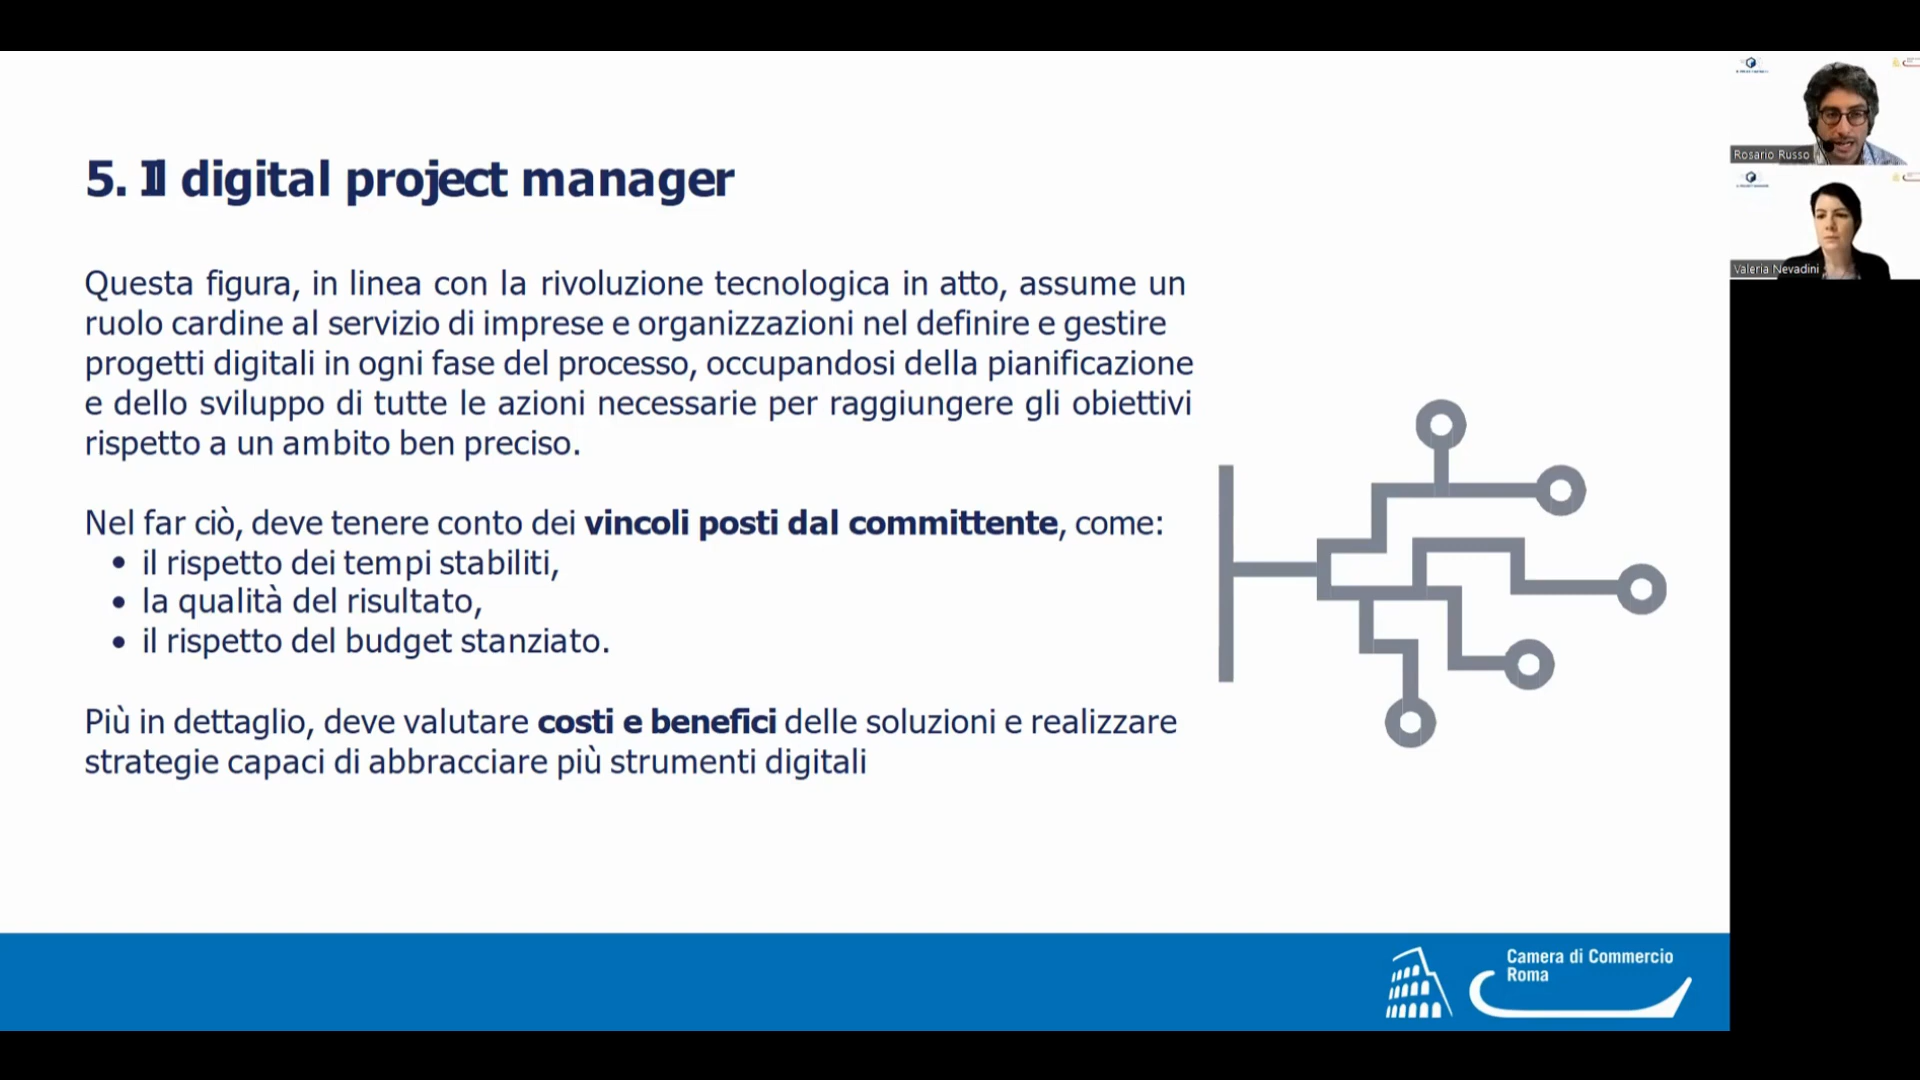 5. Il digital project manager
Questa figura, in linea con la rivoluzione tecnologica in atto, assume un
ruolo cardine al servizio di imprese e organizzazioni nel definire e gestire
progetti digitali in ogni fase del processo, occupandosi della pianificazione
e dello sviluppo di tutte le azioni necessarie per raggiungere gli obiettivi
rispetto a un ambito ben preciso.
Nel far ciò, deve tenere conto dei vincoli posti dal committente, come:
• il rispetto dei tempi stabiliti,
• la qualità del risultato,
• il rispetto del budget stanziato.
Più in dettaglio, deve valutare costi e benefici delle soluzioni e realizzare
strategie capaci di abbracciare più strumenti digitali
Camera di Commercio
Roma
Rosario Russo
Valeria Nevadini